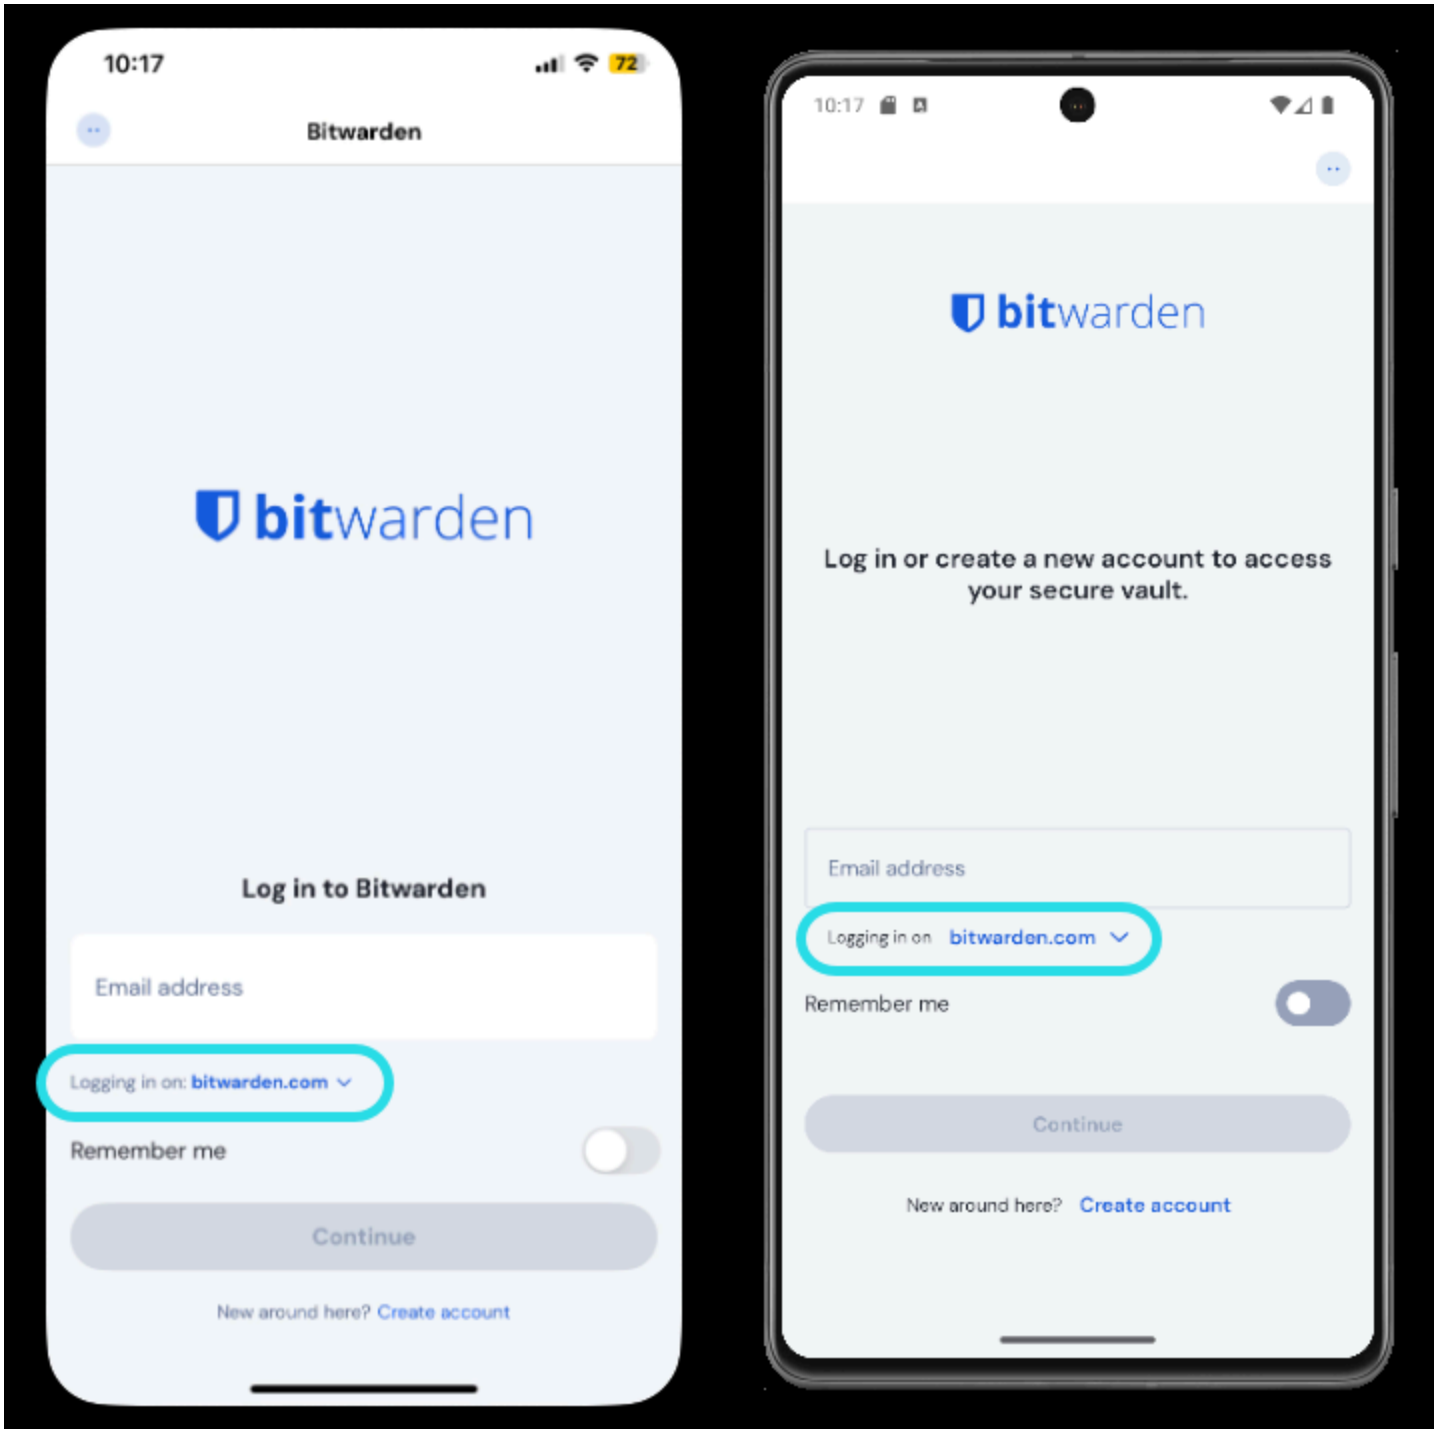 10:17
72
Bitwarden
bitwarden
Log in to Bitwarden
Email address
Logging in on: bitwarden.com
Remember me
Continue
New around here? Create account
10:17
bitwarden
Log in or create a new account to access
your secure vault.
Email address
Logging in on bitwarden.com
Remember me
Continue
New around here? Create account